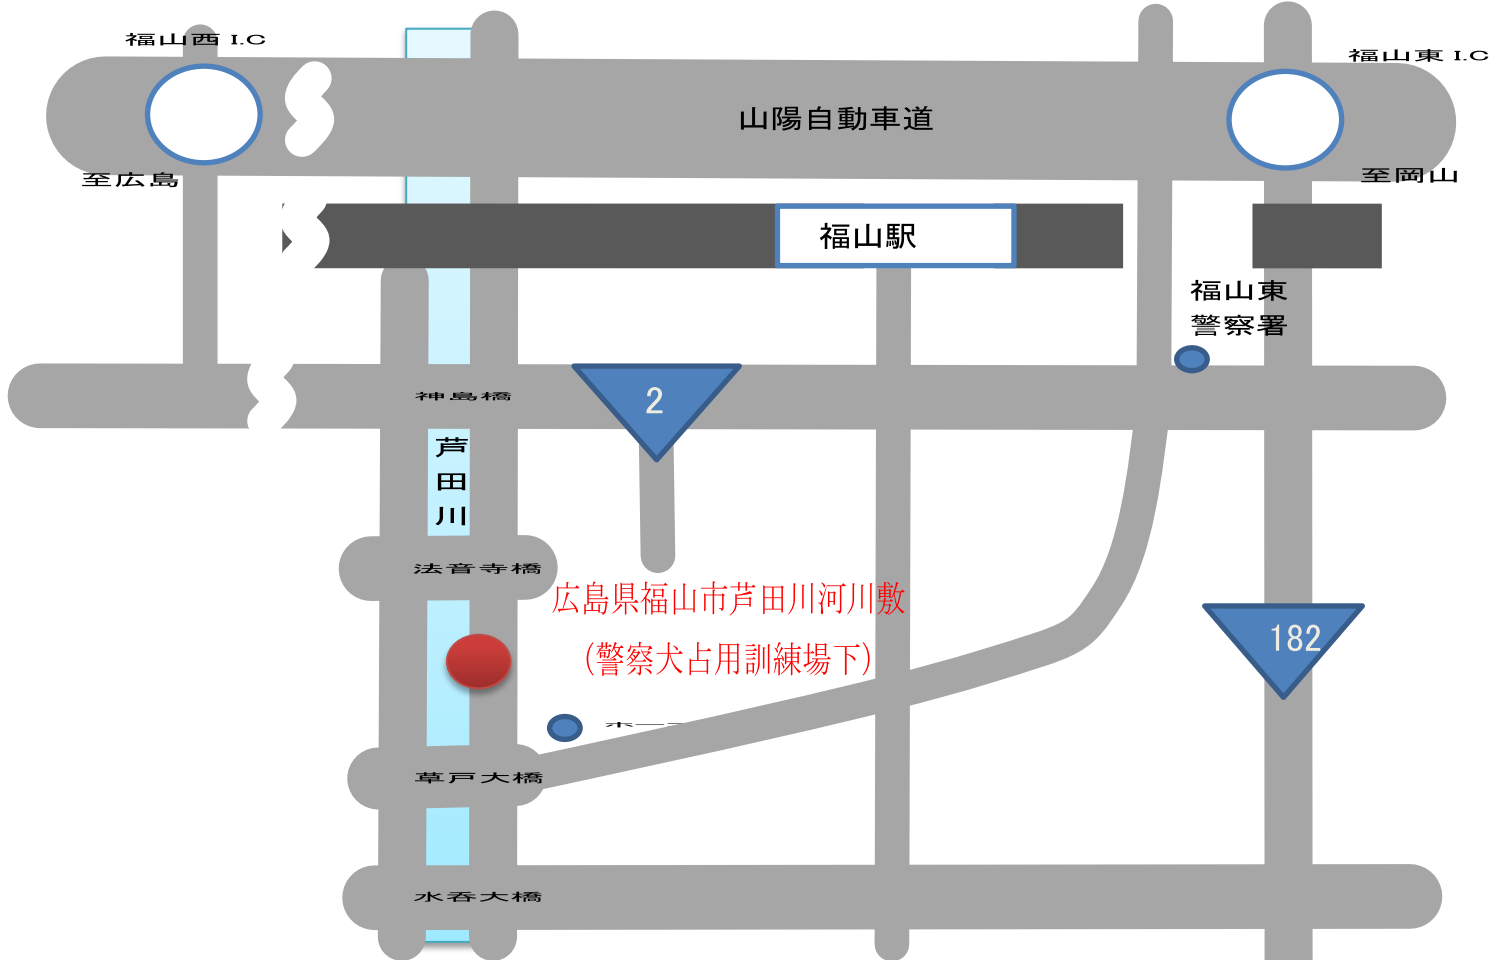 福山西 I.C
福山東 I.C
山陽自動車道
至広島
至岡山
福山駅
福山東
警察署
神島橋
2
芦田川
法音寺橋
広島県福山市芦田川河川敷
（警察犬占用訓練場下）
182
草戸大橋
水呑大橋